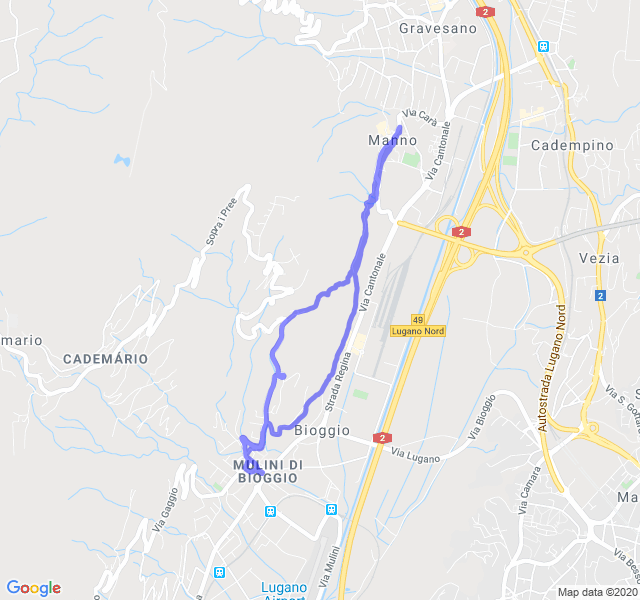 Gravesano
2
2
Via Carà
Manno
Cadempino
Via Cantonale
Sopra i Pree
2
Vezia
Via Cantonale
2
49
Lugano Nord
Autostrada Lugano Nord
mario
CADEMÁRIO
Strada Regina
Via S. Gotta
S
Via Bioggio
Bioggio
2
Via Lugano
MULINI DI
BIOGGIO
Via Camara
Ma
Via Gaggio
Via Mulini
Via Besso
Lugano
Airport
Google
Map data ©2020